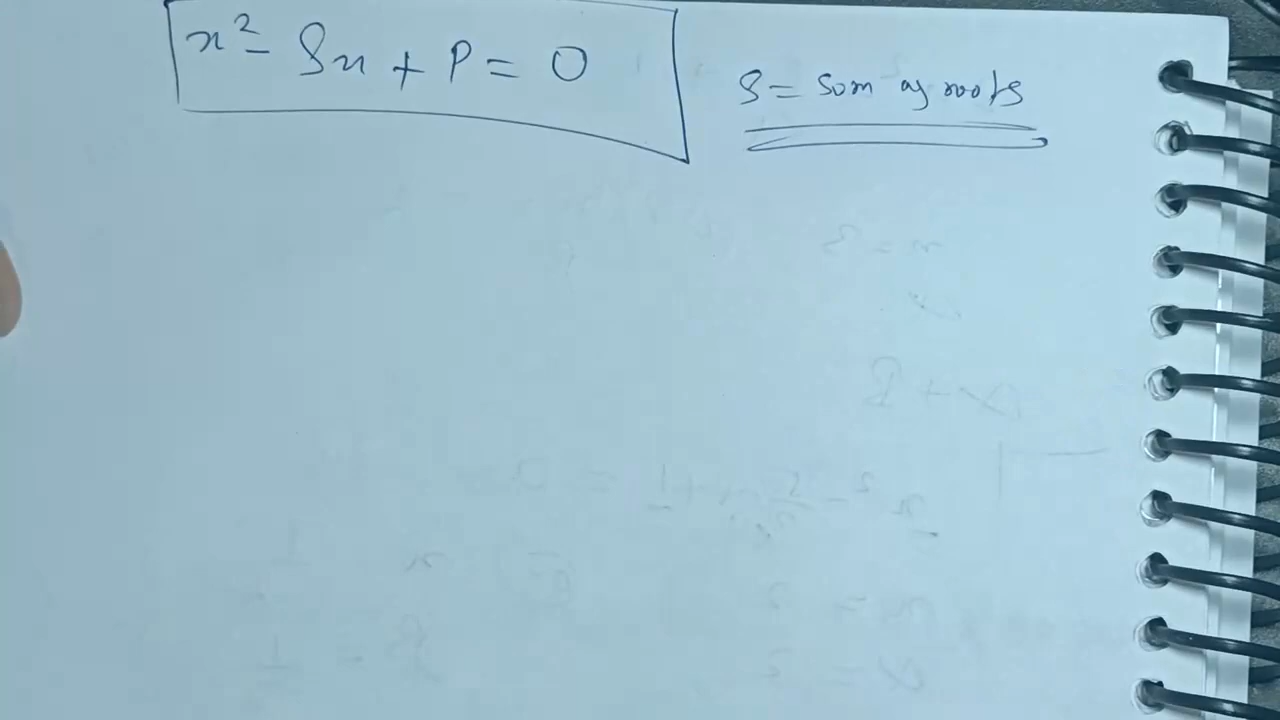 x² - Sx + P = 0
S = Sum of roots